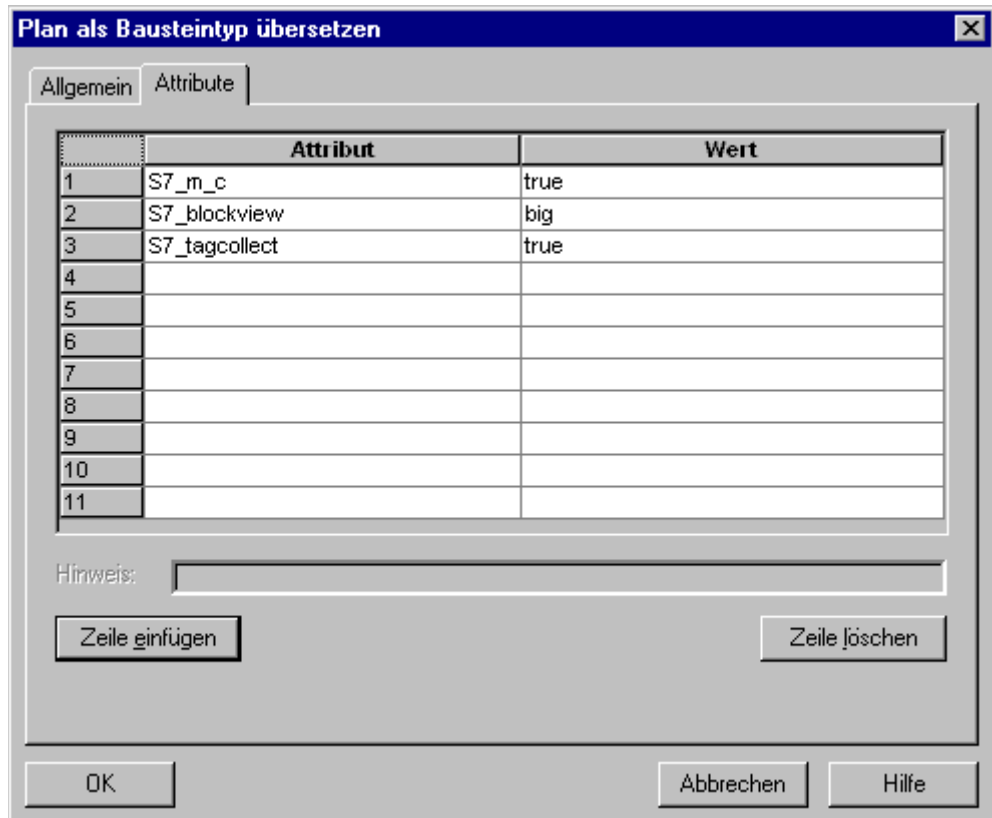 Plan als Bausteintyp übersetzen
Allgemein Attribute
Attribut Wert
1 S7_m_c true
2 S7_blockview big
3 S7_tagcollect true
4
5
6
7
8
9
10
11
Hinweis:
Zeile einfügen Zeile löschen
OK Abbrechen Hilfe